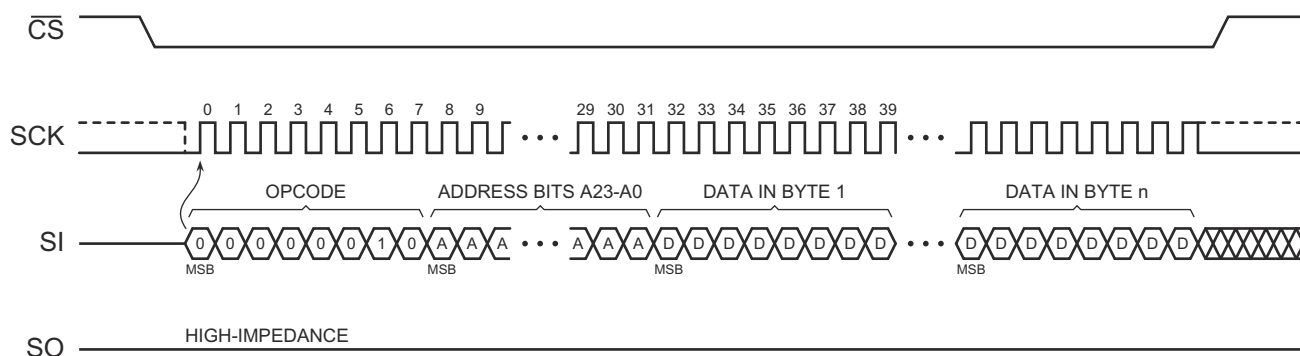 CS
0 1 2 3 4 5 6 7 8 9 29 30 31 32 33 34 35 36 37 38 39
SCK
OPCODE ADDRESS BITS A23-A0 DATA IN BYTE 1 DATA IN BYTE n
SI 0 0 0 0 0 0 1 0 A A A A A A D D D D D D D D D D D D D D D D
MSB MSB MSB MSB
HIGH-IMPEDANCE
SO